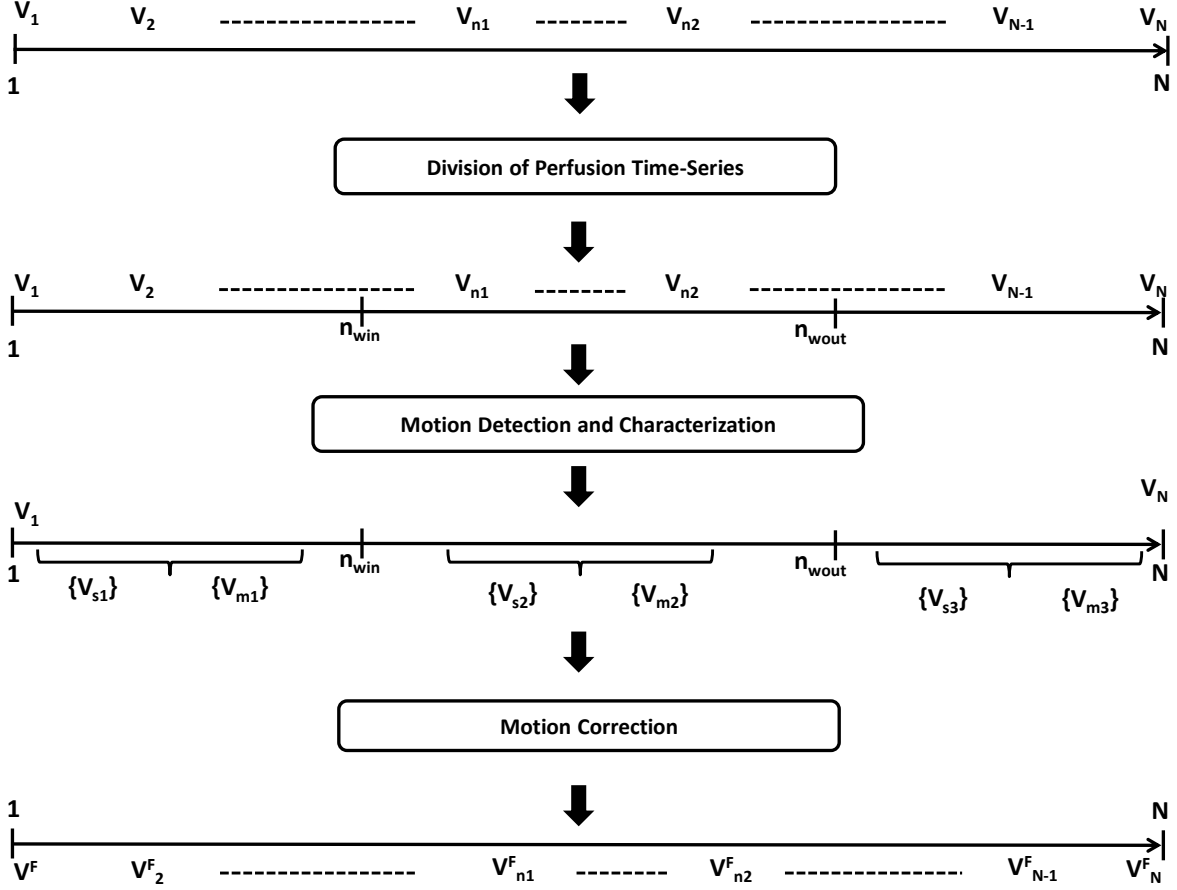 V1 V2 Vn1 Vn2 VN-1 VN
1 N
Division of Perfusion Time-Series
V1 V2 Vn1 Vn2 VN-1 VN
1 nwin nwout N
Motion Detection and Characterization
V1 VN
1 nwin nwout N
{Vs1} {Vm1} {Vs2} {Vm2} {Vs3} {Vm3}
Motion Correction
1 N
VF VF2 VFn1 VFn2 VFN-1 VFN